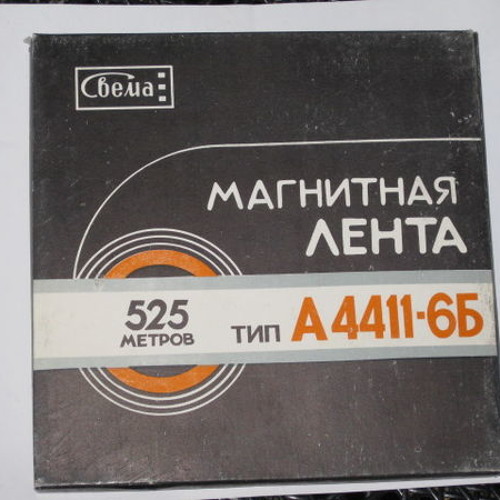 Свема
МАГНИТНАЯ
ЛЕНТА
525
МЕТРОВ
ТИП А4411-6Б